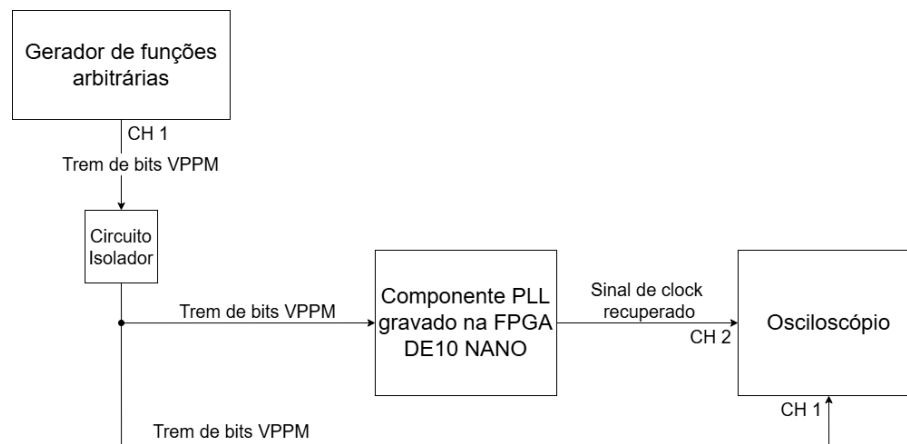 Gerador de funções
arbitrárias
CH 1
Trem de bits VPPM
Circuito
Isolador
Trem de bits VPPM
Componente PLL
gravado na FPGA
DE10 NANO
Sinal de clock
recuperado
CH 2
Osciloscópio
CH 1
Trem de bits VPPM